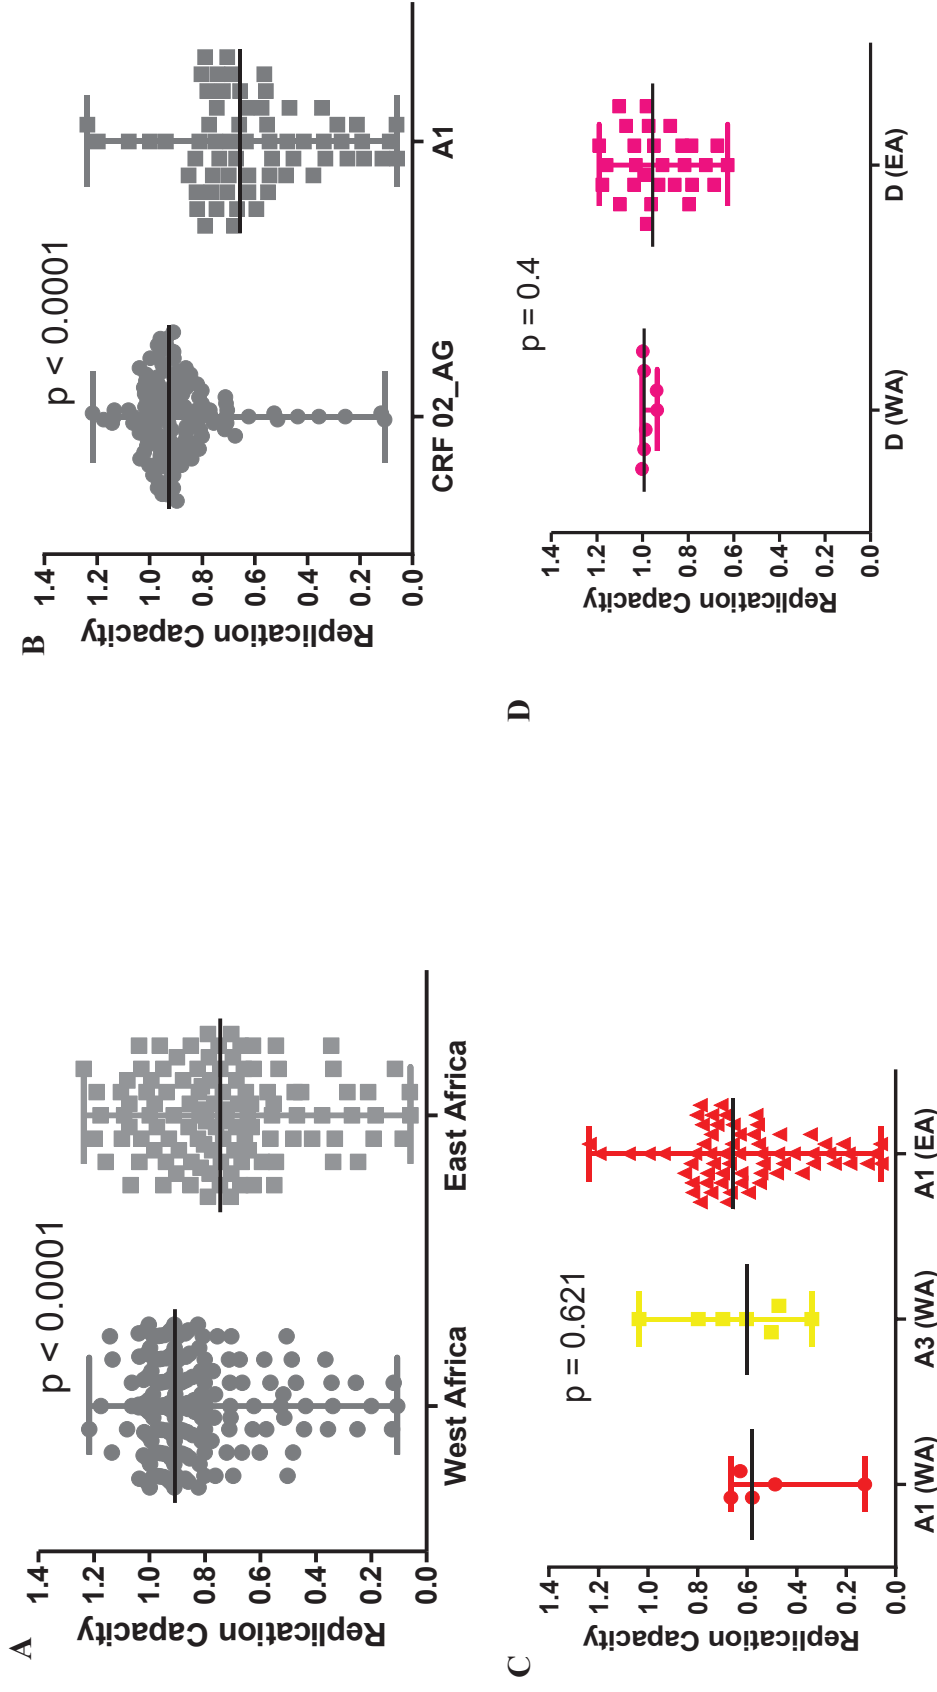 A
p < 0.0001
Replication Capacity
1.4
1.2
1.0
0.8
0.6
0.4
0.2
0.0
West Africa
East Africa
B
p < 0.0001
Replication Capacity
1.4
1.2
1.0
0.8
0.6
0.4
0.2
0.0
CRF 02_AG
A1
C
p = 0.621
Replication Capacity
1.4
1.2
1.0
0.8
0.6
0.4
0.2
0.0
A1 (WA)
A3 (WA)
A1 (EA)
D
p = 0.4
Replication Capacity
1.4
1.2
1.0
0.8
0.6
0.4
0.2
0.0
D (WA)
D (EA)